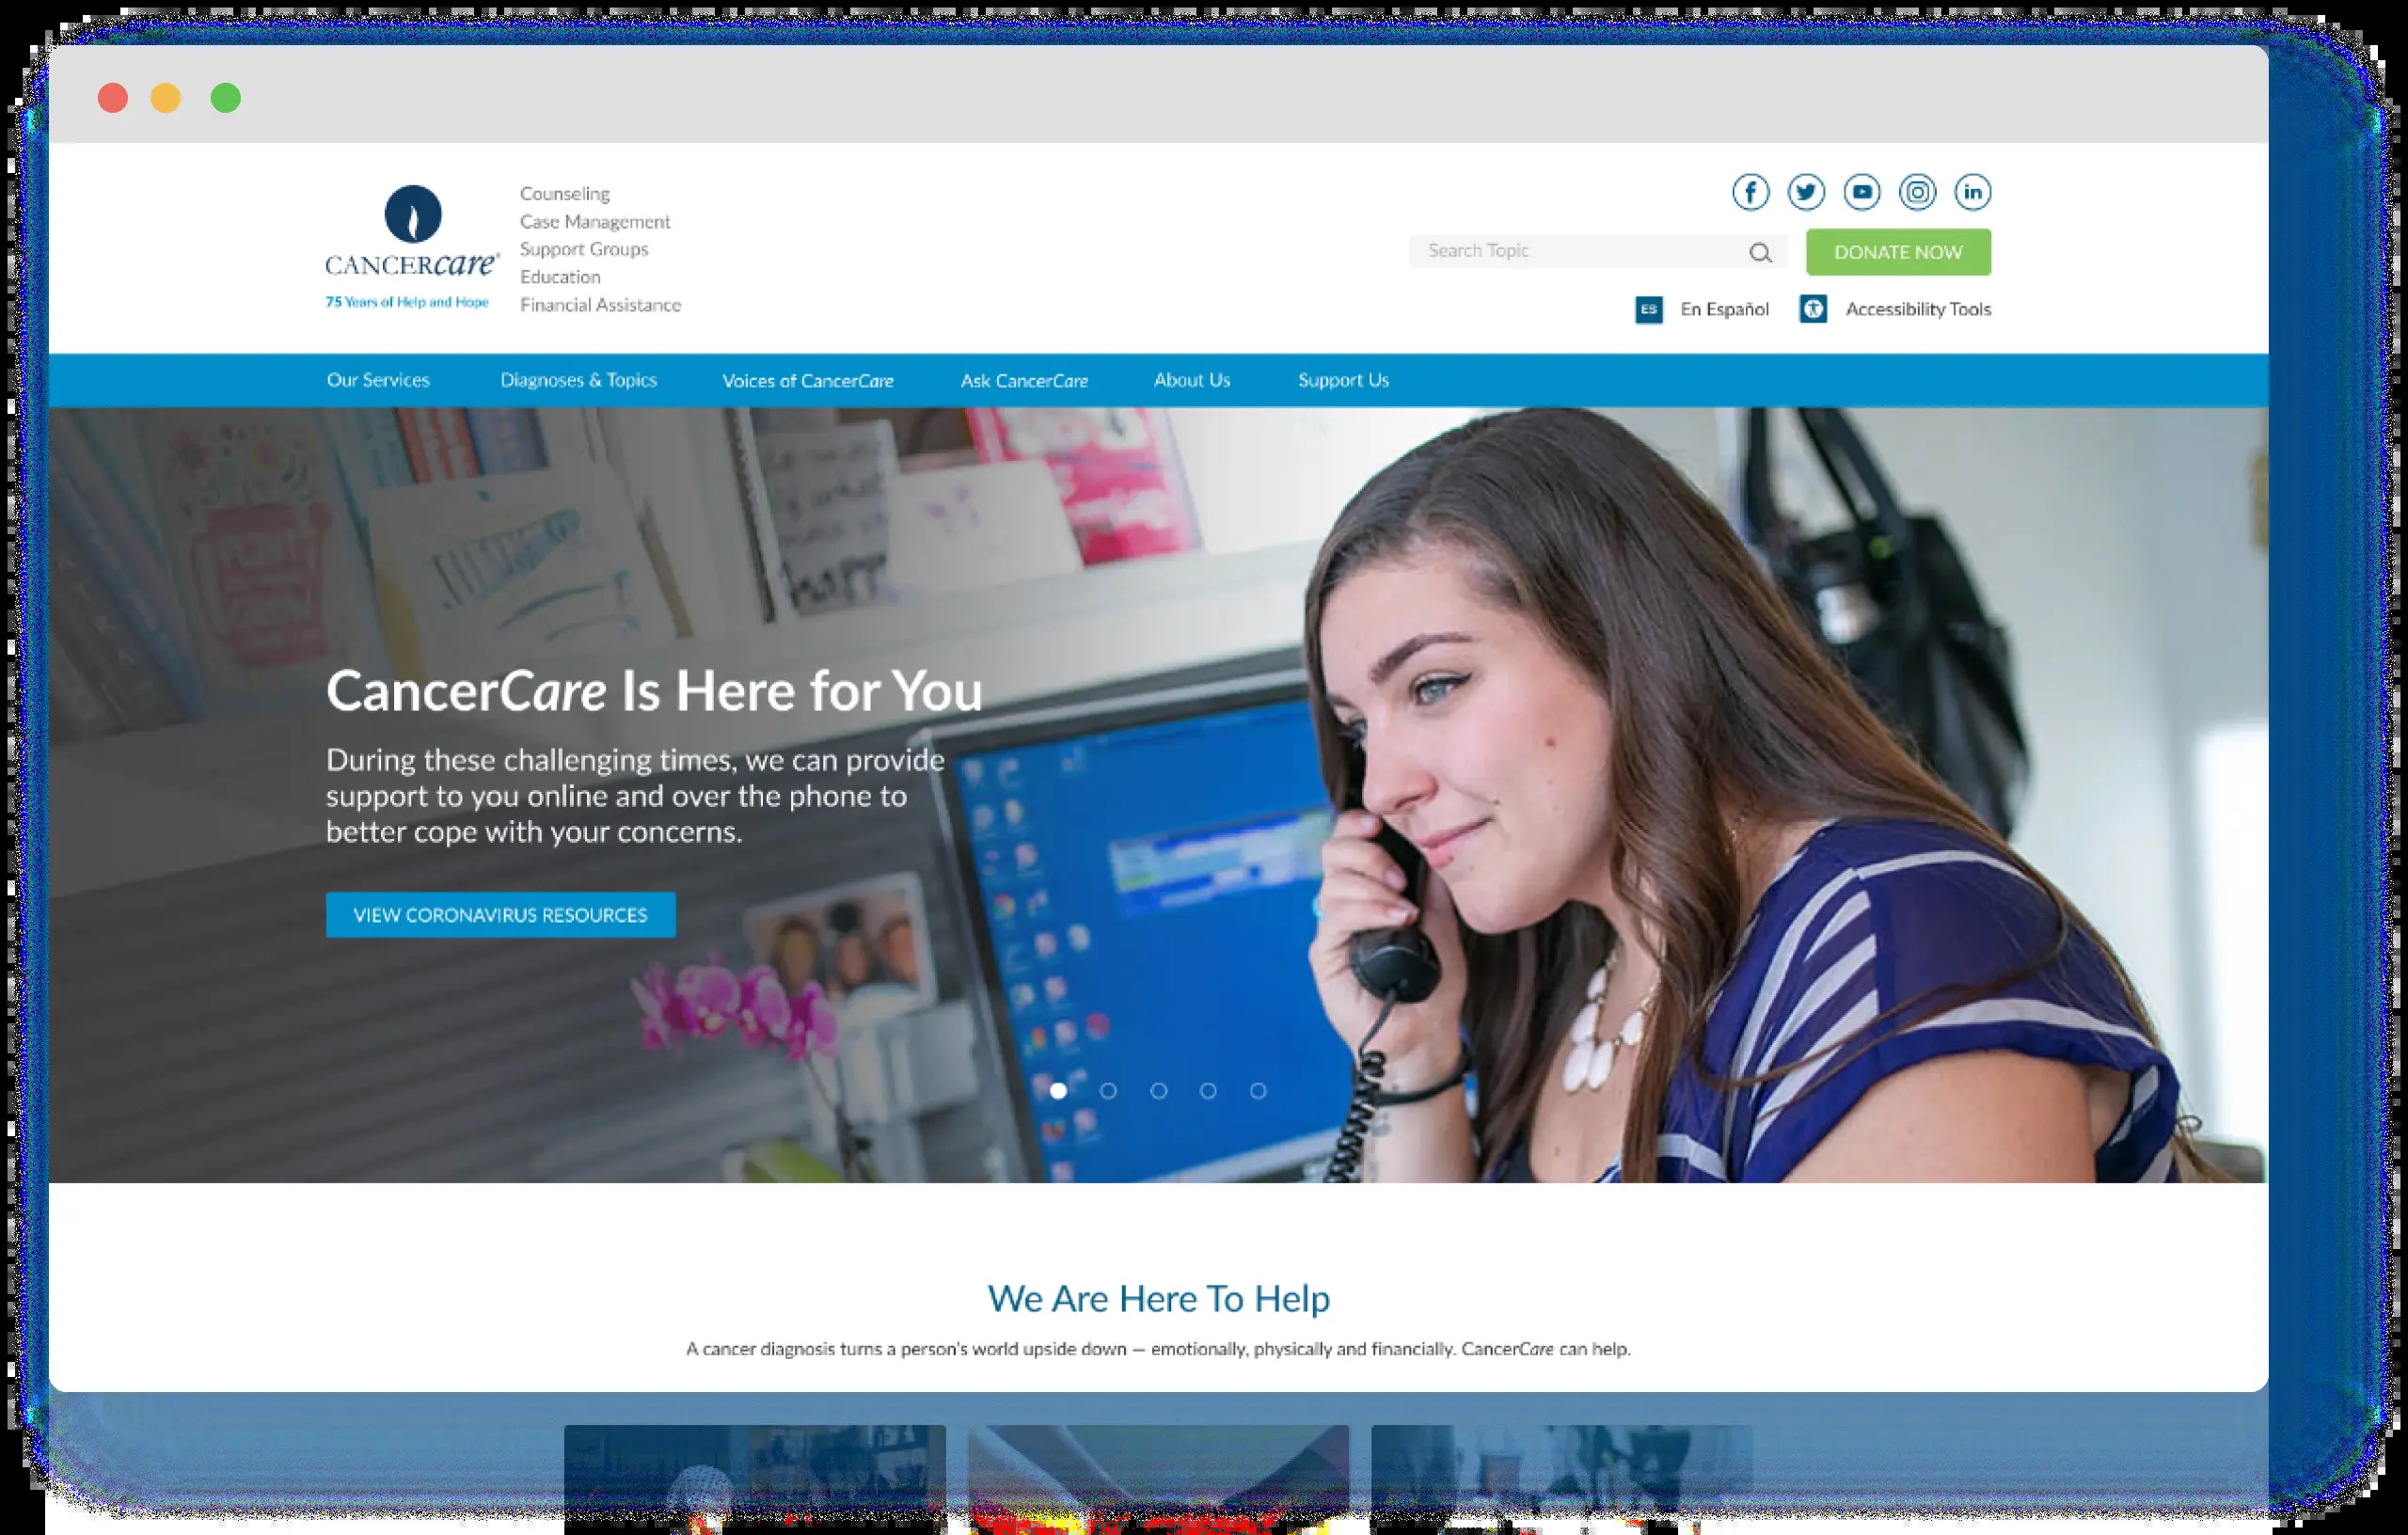 CANCERcare®
75 Years of Help and Hope
Counseling
Case Management
Support Groups
Education
Financial Assistance
Search Topic
DONATE NOW
ES
En Español
Accessibility Tools
Our Services
Diagnoses & Topics
Voices of CancerCare
Ask CancerCare
About Us
Support Us
CancerCare Is Here for You
During these challenging times, we can provide
support to you online and over the phone to
better cope with your concerns.
VIEW CORONAVIRUS RESOURCES
We Are Here To Help
A cancer diagnosis turns a person's world upside down — emotionally, physically and financially. CancerCare can help.